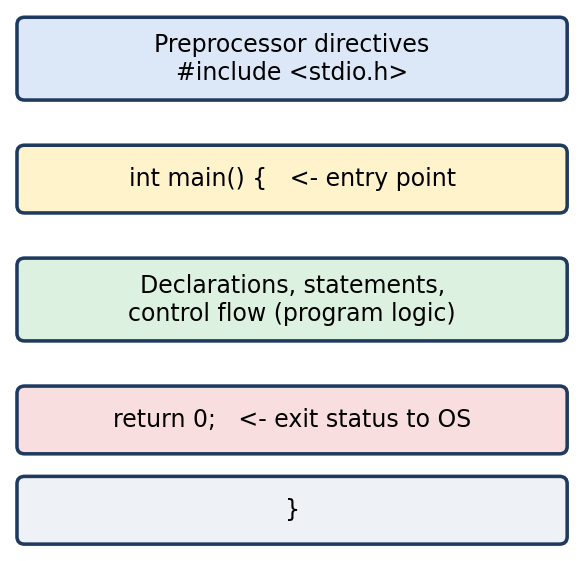 Preprocessor directives
#include <stdio.h>
int main() {   <- entry point
Declarations, statements,
control flow (program logic)
return 0;   <- exit status to OS
}